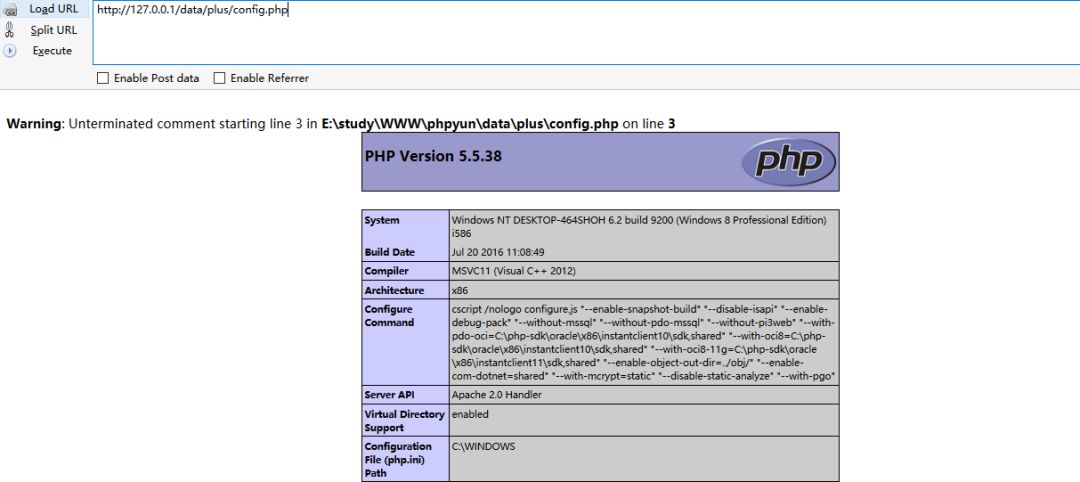 Load URL
http://127.0.0.1/data/plus/config.php
Split URL
Execute
Enable Post data Enable Referrer
Warning: Unterminated comment starting line 3 in E:\study\WWW\phpyun\data\plus\config.php on line 3
PHP Version 5.5.38
php
System
Windows NT DESKTOP-464SHOH 6.2 build 9200 (Windows 8 Professional Edition)
i586
Build Date
Jul 20 2016 11:08:49
Compiler
MSVC11 (Visual C++ 2012)
Architecture
x86
Configure
Command
cscript /nologo configure.js "--enable-snapshot-build" "--disable-isapi" "--enable-
debug-pack" "--without-mssql" "--without-pdo-mssql" "--without-pi3web" "--with-
pdo-oci=C:\php-sdk\oracle\x86\instantclient10\sdk,shared" "--with-oci8=C:\php-
sdk\oracle\x86\instantclient10\sdk,shared" "--with-oci8-11g=C:\php-sdk\oracle
\x86\instantclient11\sdk,shared" "--enable-object-out-dir=../obj/" "--enable-
com-dotnet=shared" "--with-mcrypt=static" "--disable-static-analyze" "--with-pgo"
Server API
Apache 2.0 Handler
Virtual Directory
Support
enabled
Configuration
File (php.ini)
Path
C:\WINDOWS